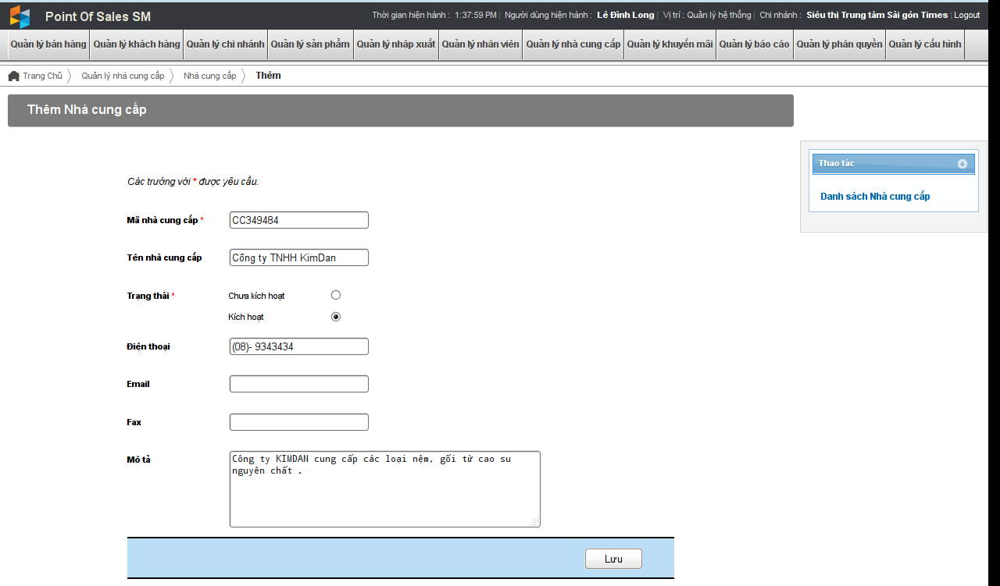 Point Of Sales SM
Thời gian hiện hành : 1:37:59 PM | Người dùng hiện hành : Lê Đình Long | Vị trí : Quản lý hệ thống | Chi nhánh : Siêu thị Trung tâm Sài gòn Times | Logout
Quản lý bán hàng Quản lý khách hàng Quản lý chi nhánh Quản lý sản phẩm Quản lý nhập xuất Quản lý nhân viên Quản lý nhà cung cấp Quản lý khuyến mãi Quản lý báo cáo Quản lý phân quyền Quản lý cấu hình
Trang Chủ Quản lý nhà cung cấp Nhà cung cấp Thêm
Thêm Nhà cung cấp
Thao tác
Danh sách Nhà cung cấp
Các trường với * được yêu cầu.
Mã nhà cung cấp * CC349484
Tên nhà cung cấp Công ty TNHH KimDan
Trạng thái * Chưa kích hoạt
Kích hoạt
Điện thoại (08)- 9343434
Email
Fax
Mô tả Công ty KIMDAN cung cấp các loại nệm, gối từ cao su
nguyên chất .
Lưu